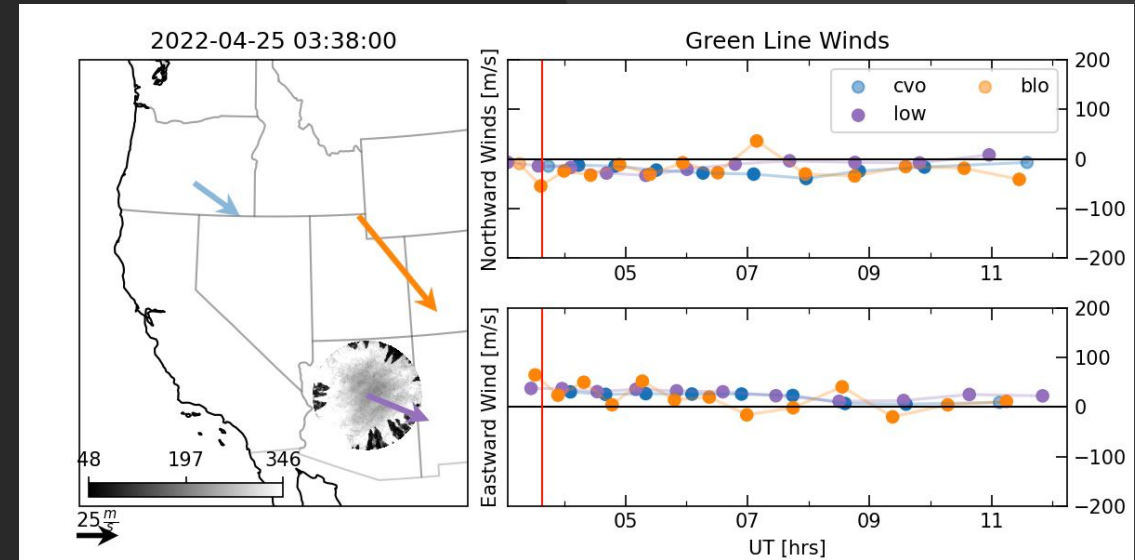 2022-04-25 03:38:00
48 197 346
25 m/s
Green Line Winds
Northward Winds [m/s]
cvo
low
blo
200
100
0
−100
−200
05 07 09 11
Eastward Wind [m/s]
200
100
0
−100
−200
05 07 09 11
UT [hrs]